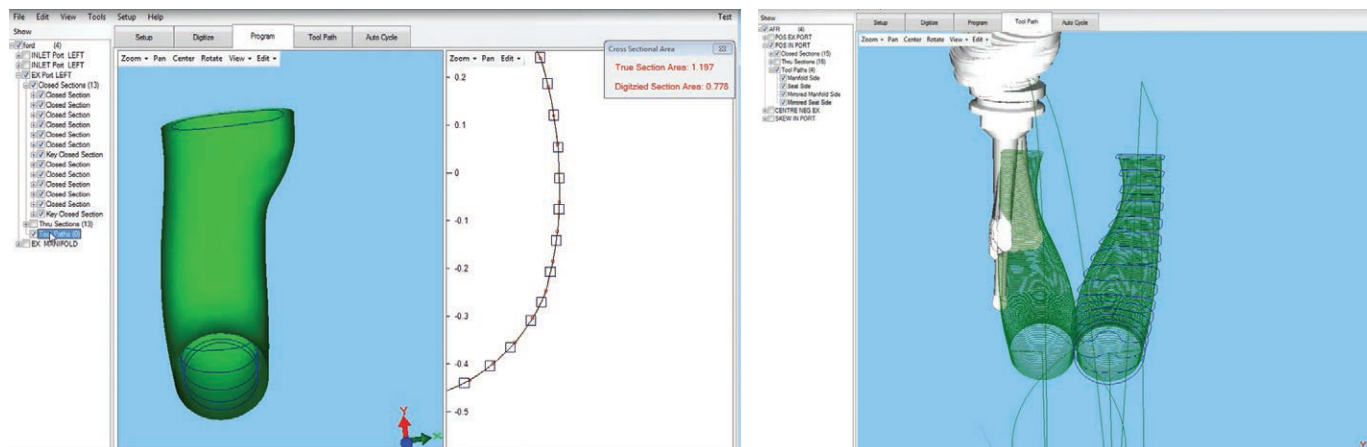 File Edit View Tools Setup Help Test
Show
Setup Digitize Program Tool Path Auto Cycle
ford (4)
INLET Port LEFT
INLET Port LEFT
EX Port LEFT
Closed Sections (13)
Closed Section
Closed Section
Closed Section
Closed Section
Closed Section
Closed Section
Key Closed Section
Closed Section
Closed Section
Closed Section
Closed Section
Closed Section
Key Closed Section
Thru Sections (13)
Tool Paths (0)
EX MANIFOLD
Zoom Pan Center Rotate View Edit
Y
X
Zoom Pan Edit
0.2
0.1
0
-0.1
-0.2
-0.3
-0.4
-0.5
Cross Sectional Area
True Section Area: 1.197
Digitzied Section Area: 0.778
Show
Setup Digitize Program Tool Path Auto Cycle
AFR (4)
POS EX PORT
POS IN PORT
Closed Sections (15)
Thru Sections (16)
Tool Paths (4)
Manifold Side
Seat Side
Mirrored Manifold Side
Mirrored Seat Side
CENTRE NEG EX
SKEW IN PORT
Zoom Pan Center Rotate View Edit